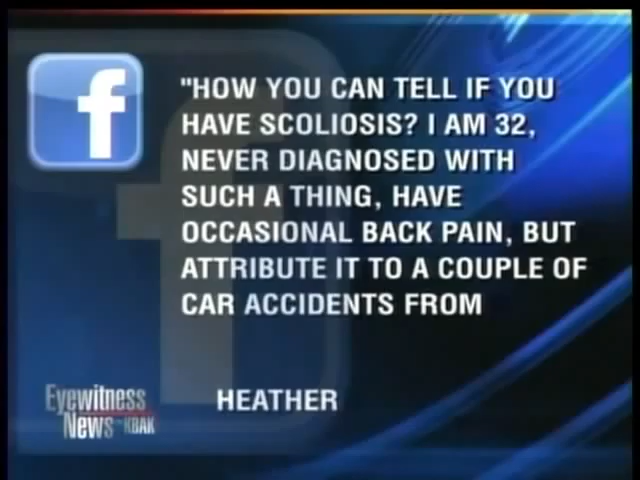 f
"HOW YOU CAN TELL IF YOU
HAVE SCOLIOSIS? I AM 32,
NEVER DIAGNOSED WITH
SUCH A THING, HAVE
OCCASIONAL BACK PAIN, BUT
ATTRIBUTE IT TO A COUPLE OF
CAR ACCIDENTS FROM
HEATHER
Eyewitness
News KBAK